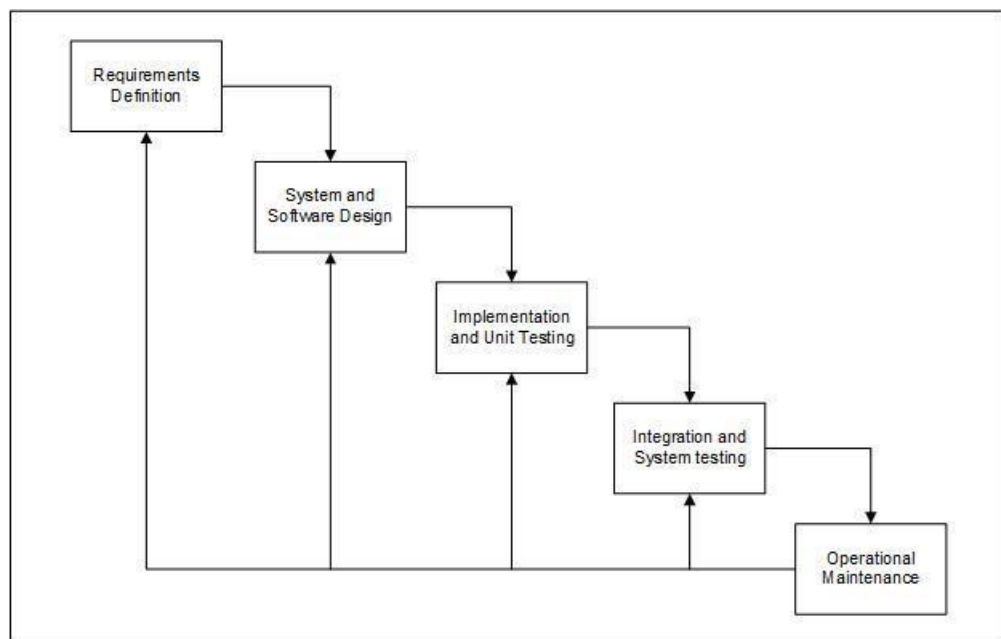 Requirements
Definition
System and
Software Design
Implementation
and Unit Testing
Integration and
System testing
Operational
Maintenance